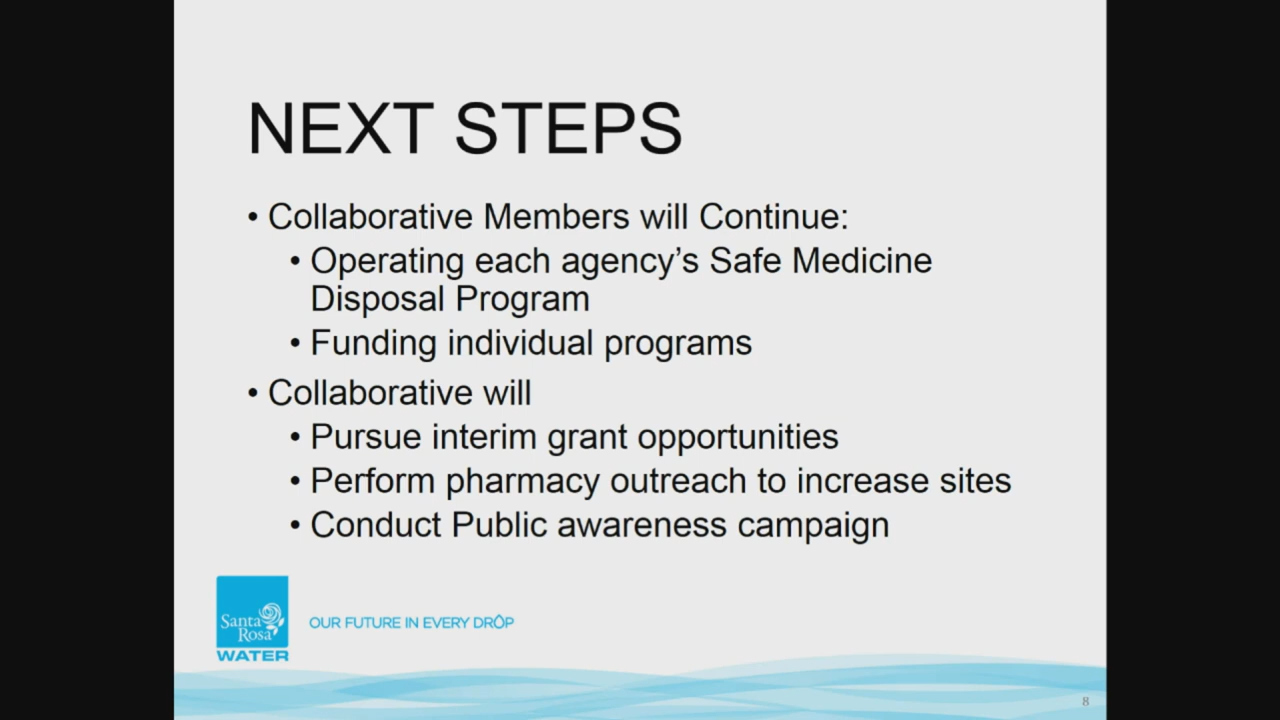 NEXT STEPS
• Collaborative Members will Continue:
• Operating each agency’s Safe Medicine
Disposal Program
• Funding individual programs
• Collaborative will
• Pursue interim grant opportunities
• Perform pharmacy outreach to increase sites
• Conduct Public awareness campaign
Santa
Rosa
WATER
OUR FUTURE IN EVERY DROP
8